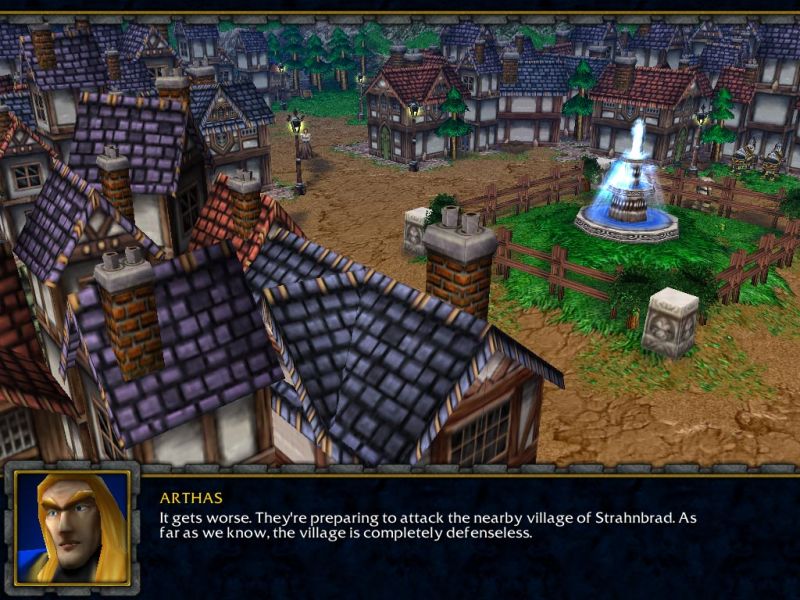 ARTHAS
It gets worse. They're preparing to attack the nearby village of Strahnbrad. As
far as we know, the village is completely defenseless.